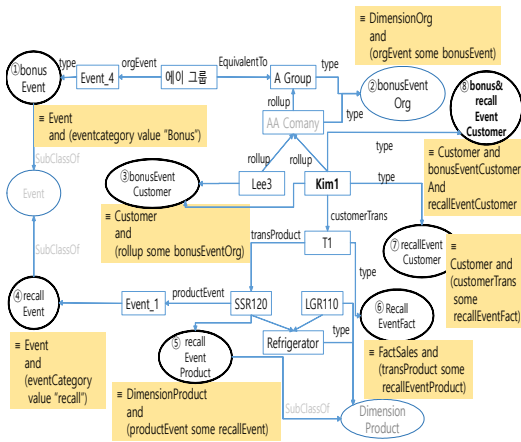 ≡ DimensionOrg
and
(orgEvent some bonusEvent)
①bonus
Event
type
Event_4
orgEvent
에이 그룹
EquivalentTo
A Group
type
②bonusEvent
Org
⑧bonus&
recall
Event
Customer
rollup
AA Comany
type
≡ Event
and (eventcategory value "Bonus")
SubClassOf
Event
rollup
rollup
type
③bonusEvent
Customer
Lee3
Kim1
type
≡ Customer and
bonusEventCustomer
And
recallEventCustomer
≡ Customer
and
(rollup some bonusEventOrg)
customerTrans
transProduct
T1
⑦recallEvent
Customer
≡
Customer and
(customerTrans
some
recallEventFact)
SubClassOf
type
④recall
Event
Event_1
productEvent
SSR120
LGR110
⑥Recall
EventFact
type
Refrigerator
⑤ recall
Event
Product
≡ Event
and
(eventCategory
value "recall")
≡ FactSales and
(transProduct some
recallEventProduct)
≡ DimensionProduct
and
(productEvent some recallEvent)
SubClassOf
Dimension
Product